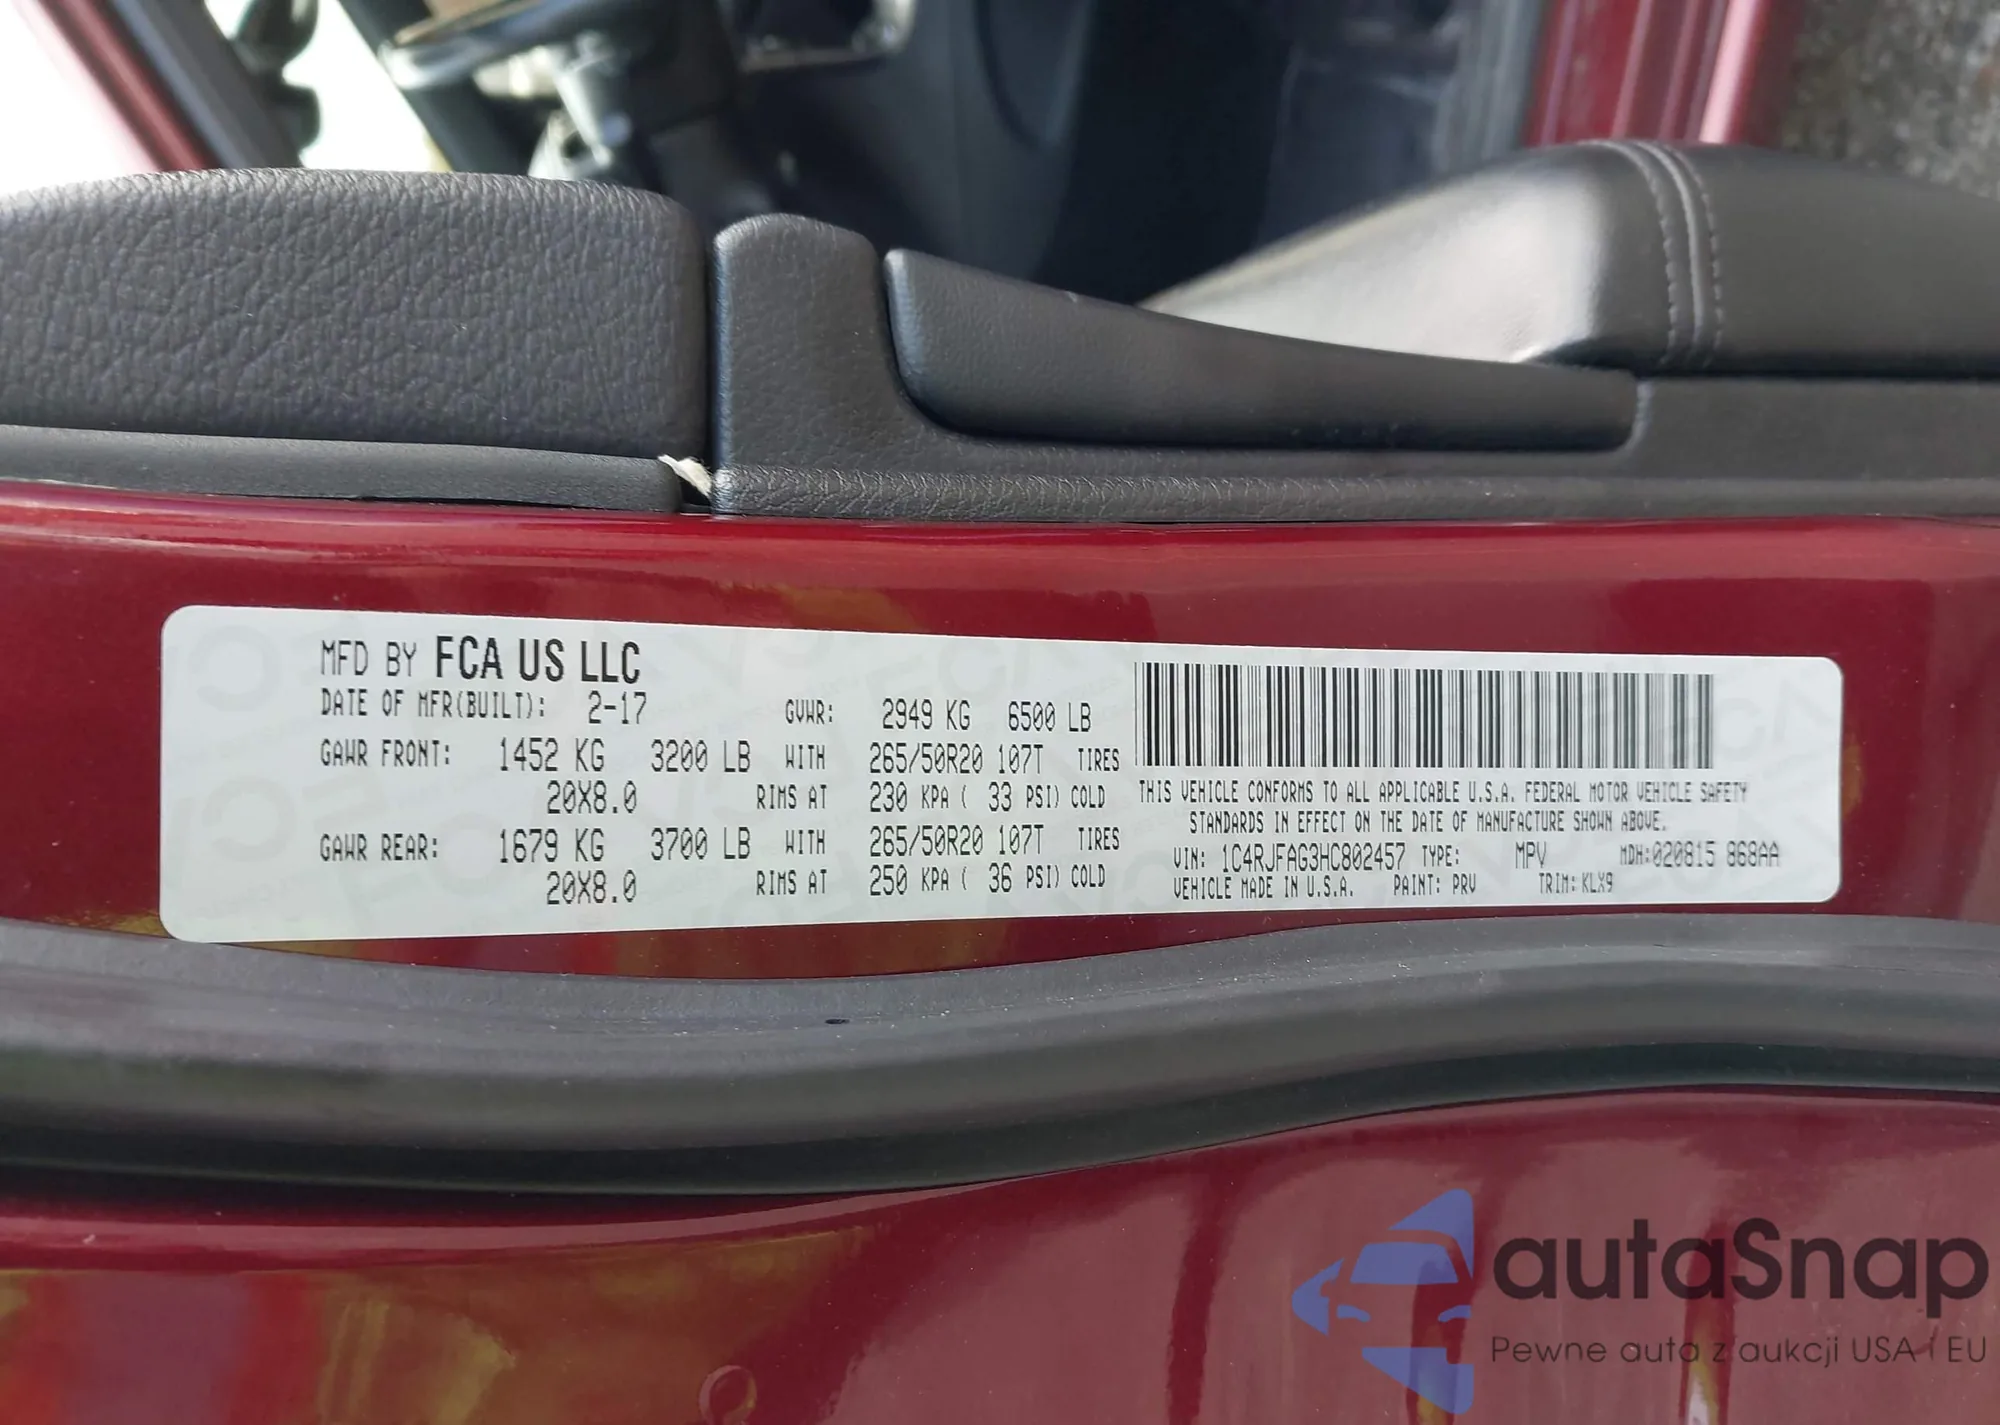 MFD BY FCA US LLC
DATE OF MFR(BUILT): 2-17 GVWR: 2949 KG 6500 LB
GAWR FRONT: 1452 KG 3200 LB WITH 265/50R20 107T TIRES
20X8.0 RIMS AT 230 KPA ( 33 PSI) COLD
GAWR REAR: 1679 KG 3700 LB WITH 265/50R20 107T TIRES
20X8.0 RIMS AT 250 KPA ( 36 PSI) COLD
THIS VEHICLE CONFORMS TO ALL APPLICABLE U.S.A. FEDERAL MOTOR VEHICLE SAFETY
STANDARDS IN EFFECT ON THE DATE OF MANUFACTURE SHOWN ABOVE.
VIN: 1C4RJFAG3HC802457 TYPE: MPV MDH:020815 868AA
VEHICLE MADE IN U.S.A. PAINT: PRV TRIM: KLX9
autaSnap
Pewne auta z aukcji USA i EU